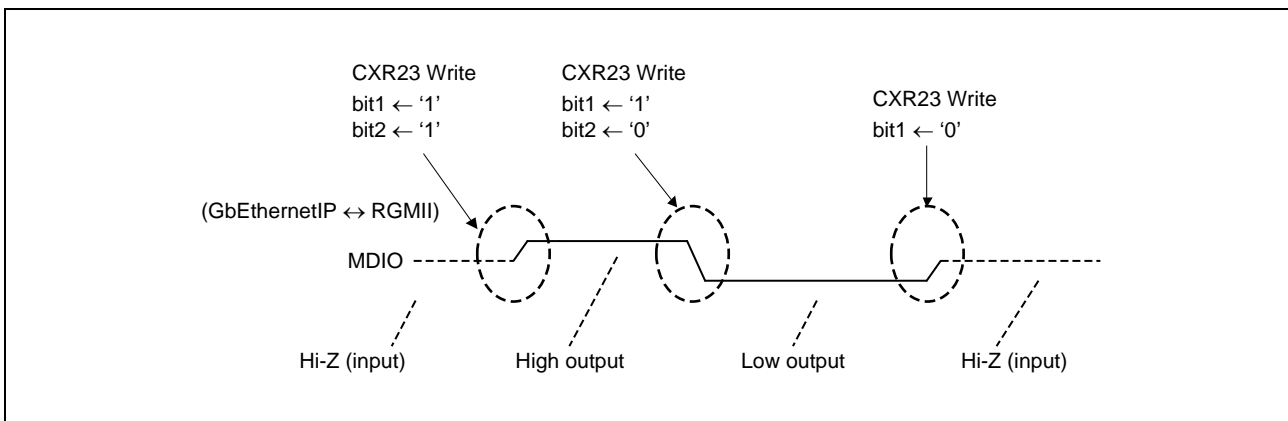 CXR23 Write
bit1 ← ‘1’
bit2 ← ‘1’
CXR23 Write
bit1 ← ‘1’
bit2 ← ‘0’
CXR23 Write
bit1 ← ‘0’
(GbEthernetIP ↔ RGMII)
MDIO
Hi-Z (input)
High output
Low output
Hi-Z (input)